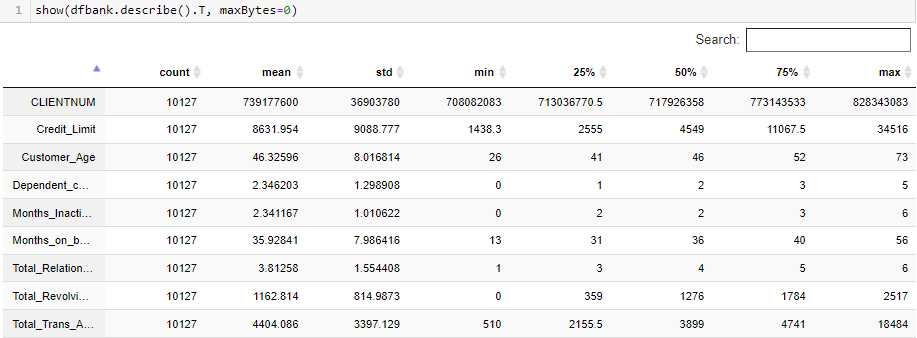 1 show(dfbank.describe().T, maxBytes=0)
Search:
count mean std min 25% 50% 75% max
CLIENTNUM 10127 739177600 36903780 708082083 713036770.5 717926358 773143533 828343083
Credit_Limit 10127 8631.954 9088.777 1438.3 2555 4549 11067.5 34516
Customer_Age 10127 46.32596 8.016814 26 41 46 52 73
Dependent_c... 10127 2.346203 1.298908 0 1 2 3 5
Months_Inacti... 10127 2.341167 1.010622 0 2 2 3 6
Months_on_b... 10127 35.92841 7.986416 13 31 36 40 56
Total_Relation... 10127 3.81258 1.554408 1 3 4 5 6
Total_Revolvi... 10127 1162.814 814.9873 0 359 1276 1784 2517
Total_Trans_A... 10127 4404.086 3397.129 510 2155.5 3899 4741 18484